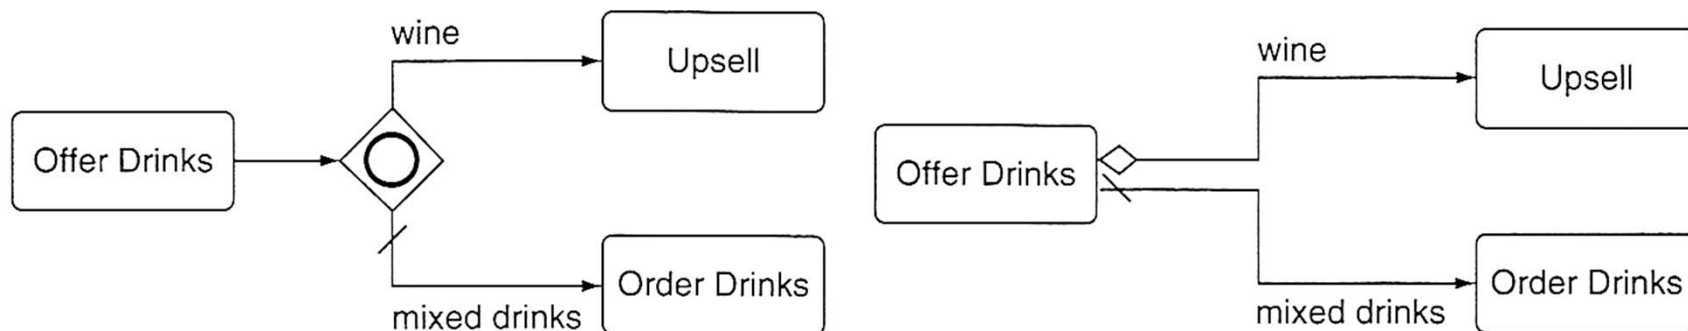 wine
Upsell
Offer Drinks
Order Drinks
mixed drinks
wine
Upsell
Offer Drinks
Order Drinks
mixed drinks